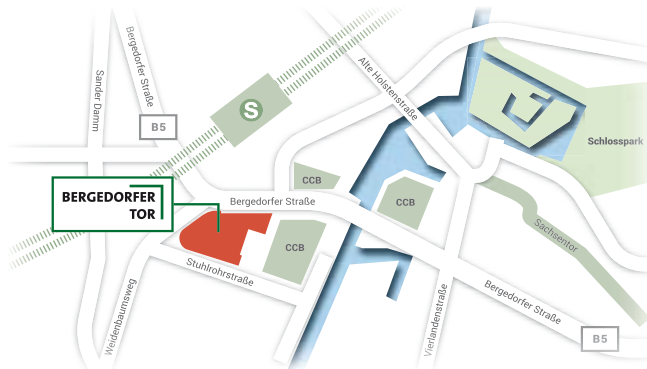 Sander Damm
Bergedorfer Straße
B5
S
Alte Holstenstraße
Schlosspark
BERGEDORFER
TOR
CCB
Bergedorfer Straße
CCB
CCB
Sachsentor
Stuhlrohrstraße
Weidenbaumsweg
Vierlandenstraße
Bergedorfer Straße
B5